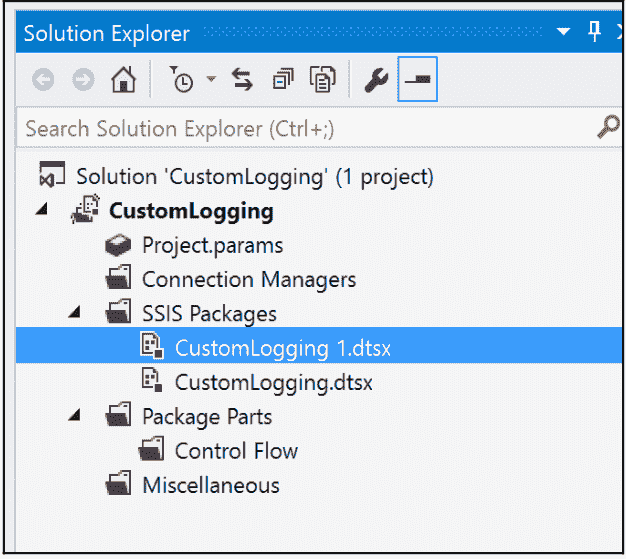 Solution Explorer
Search Solution Explorer (Ctrl+;)
Solution 'CustomLogging' (1 project)
CustomLogging
Project.params
Connection Managers
SSIS Packages
CustomLogging 1.dtsx
CustomLogging.dtsx
Package Parts
Control Flow
Miscellaneous